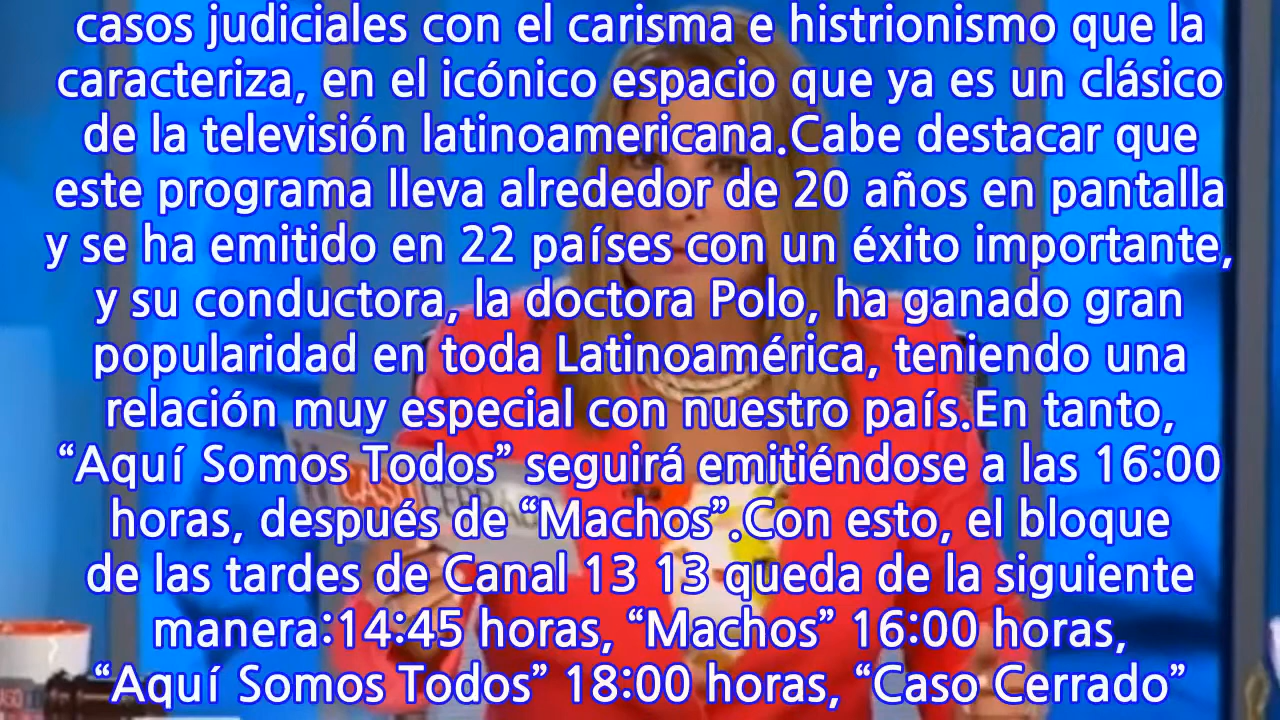 casos judiciales con el carisma e histrionismo que la
caracteriza, en el icónico espacio que ya es un clásico
de la televisión latinoamericana.Cabe destacar que
este programa lleva alrededor de 20 años en pantalla
y se ha emitido en 22 países con un éxito importante,
y su conductora, la doctora Polo, ha ganado gran
popularidad en toda Latinoamérica, teniendo una
relación muy especial con nuestro país.En tanto,
“Aquí Somos Todos” seguirá emitiéndose a las 16:00
horas, después de “Machos”.Con esto, el bloque
de las tardes de Canal 13 13 queda de la siguiente
manera:14:45 horas, “Machos” 16:00 horas,
“Aquí Somos Todos” 18:00 horas, “Caso Cerrado”